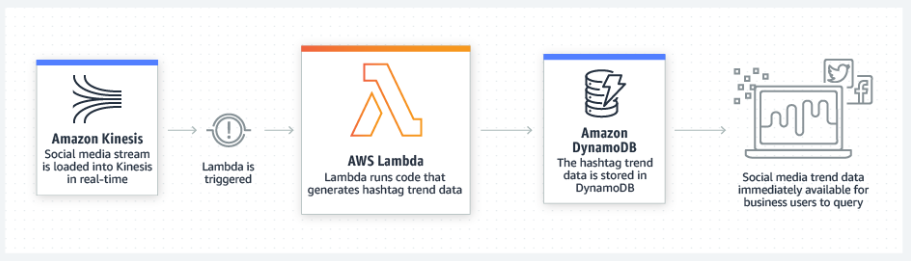 Amazon Kinesis
Social media stream
is loaded into Kinesis
in real-time
Lambda is
triggered
AWS Lambda
Lambda runs code that
generates hashtag trend data
Amazon
DynamoDB
The hashtag trend
data is stored in
DynamoDB
Social media trend data
immediately available for
business users to query